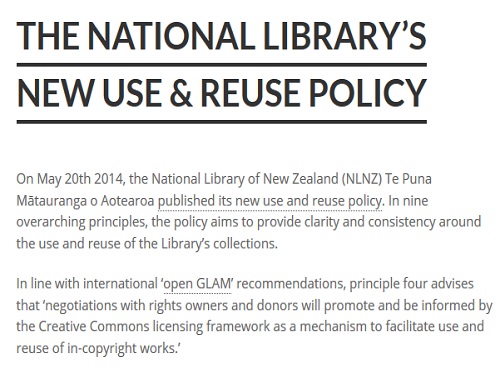 THE NATIONAL LIBRARY’S
NEW USE & REUSE POLICY
On May 20th 2014, the National Library of New Zealand (NLNZ) Te Puna
Mātauranga o Aotearoa published its new use and reuse policy. In nine
overarching principles, the policy aims to provide clarity and consistency around
the use and reuse of the Library’s collections.
In line with international ‘open GLAM’ recommendations, principle four advises
that ‘negotiations with rights owners and donors will promote and be informed by
the Creative Commons licensing framework as a mechanism to facilitate use and
reuse of in-copyright works.’